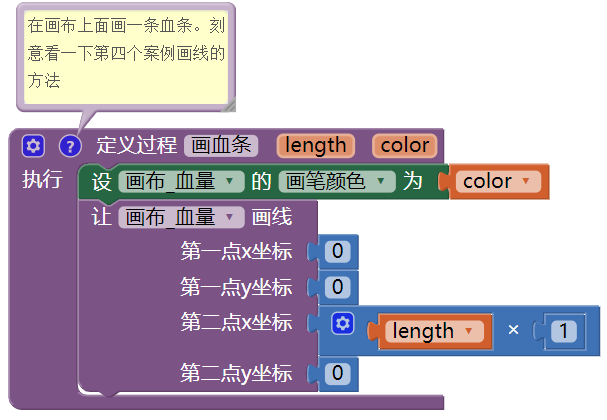 在画布上面画一条血条。刻
意看一下第四个案例画线的
方法
? 定义过程 画血条 length color
执行 设 画布_血量 的 画笔颜色 为 color
让 画布_血量 画线
第一点x坐标 0
第一点y坐标 0
第二点x坐标 length × 1
第二点y坐标 0